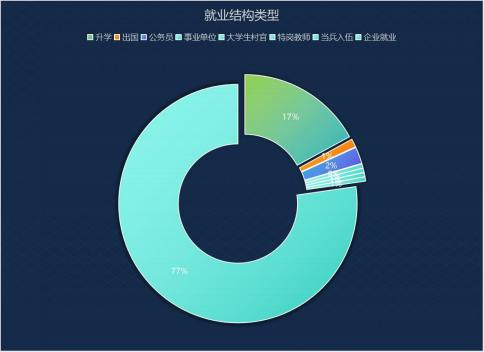 就业结构类型
升学 出国 公务员 事业单位 大学生村官 特岗教师 当兵入伍 企业就业
17%
2%
77%